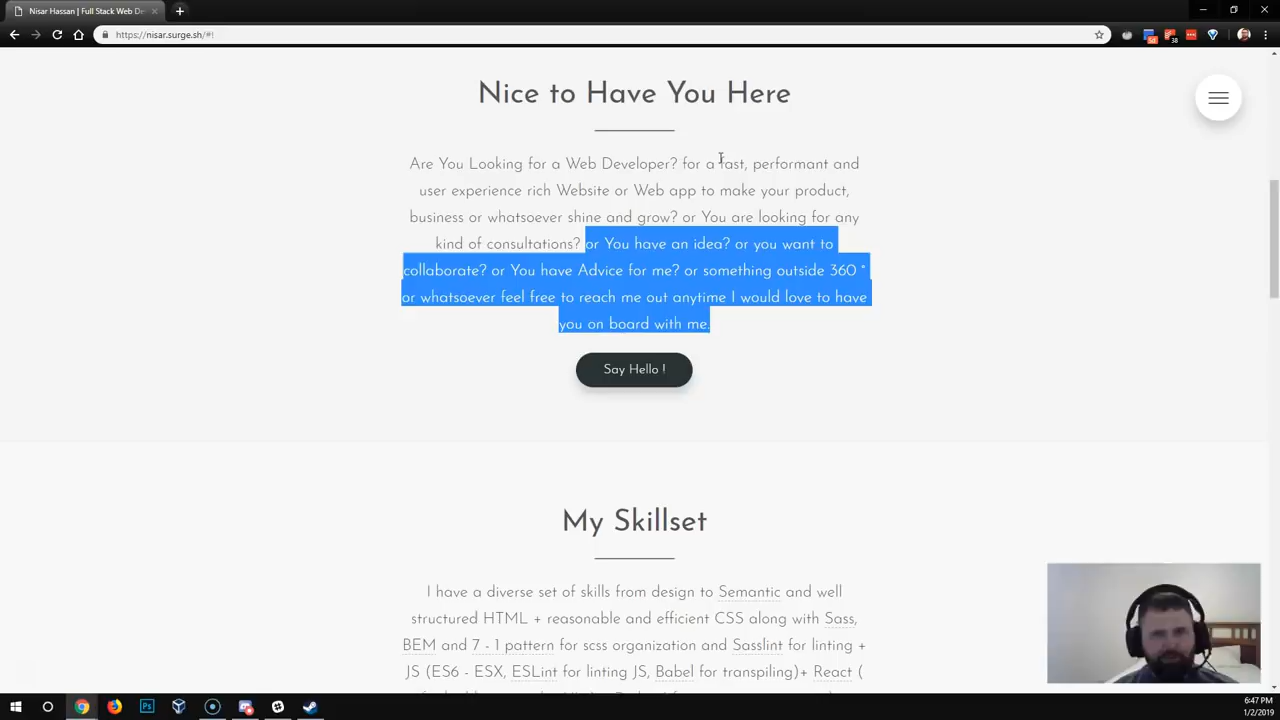 Nisar Hassan | Full Stack Web De
https://nisar.surge.sh/#!
38
Nice to Have You Here
Are You Looking for a Web Developer? for a fast, performant and
user experience rich Website or Web app to make your product,
business or whatsoever shine and grow? or You are looking for any
kind of consultations? or You have an idea? or you want to
collaborate? or You have Advice for me? or something outside 360 °
or whatsoever feel free to reach me out anytime I would love to have
you on board with me.
Say Hello !
My Skillset
I have a diverse set of skills from design to Semantic and well
structured HTML + reasonable and efficient CSS along with Sass,
BEM and 7 - 1 pattern for scss organization and Sasslint for linting +
JS (ES6 - ESX, ESLint for linting JS, Babel for transpiling)+ React (
6:47 PM
1/2/2019